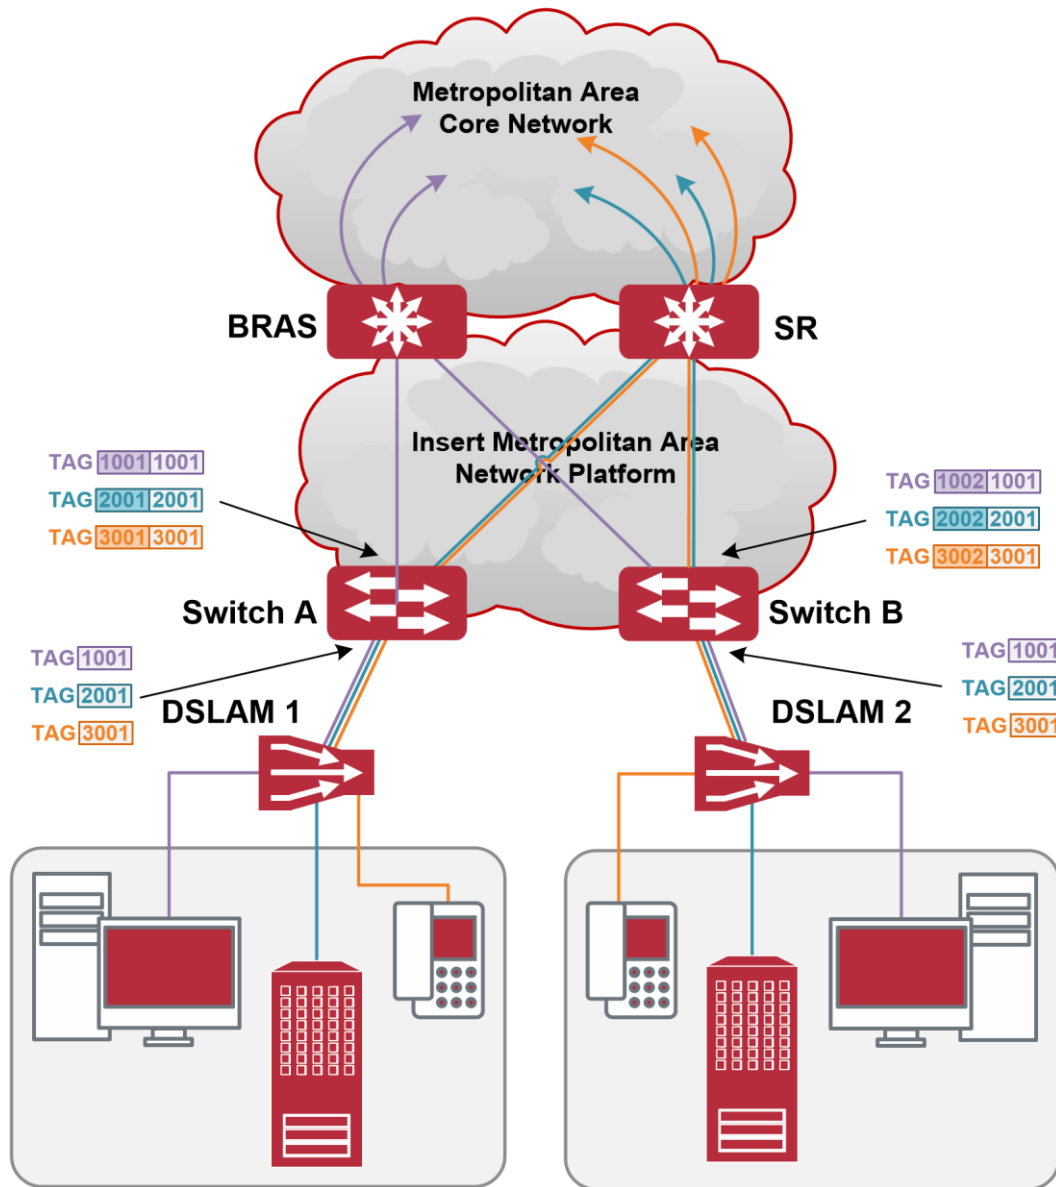 Metropolitan Area
Core Network
BRAS
SR
Insert Metropolitan Area
Network Platform
TAG 1001 1001
TAG 2001 2001
TAG 3001 3001
TAG 1002 1001
TAG 2002 2001
TAG 3002 3001
Switch A
Switch B
TAG 1001
TAG 2001
TAG 3001
TAG 1001
TAG 2001
TAG 3001
DSLAM 1
DSLAM 2